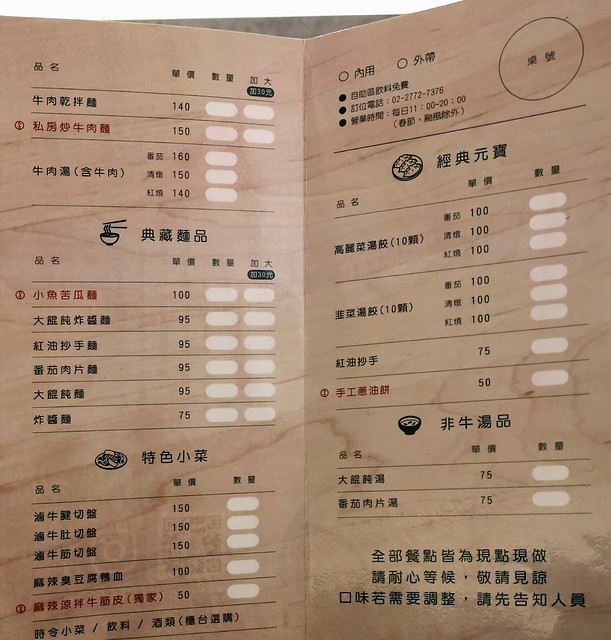 品名 單價 數量 加大
加30元
牛肉乾拌麵 140
私房炒牛肉麵 150
牛肉湯(含牛肉) 番茄 160
清燉 150
紅燒 140
典藏麵品
品名 單價 數量 加大
加30元
小魚苦瓜麵 100
大餛飩炸醬麵 95
紅油抄手麵 95
番茄肉片麵 95
大餛飩麵 95
炸醬麵 75
特色小菜
品名 單價 數量
滷牛腱切盤 150
滷牛肚切盤 150
滷牛筋切盤 150
麻辣臭豆腐鴨血 100
麻辣涼拌牛筋皮(獨家) 50
時令小菜 / 飲料 / 酒類(櫃台選購)
內用 外帶
桌號
自助區飲料免費
訂位電話：02-2772-7376
營業時間：每日11：00-20：00
(春節、颱風除外)
經典元寶
品名 單價 數量
高麗菜湯餃(10顆) 番茄 100
清燉 100
紅燒 100
韭菜湯餃(10顆) 番茄 100
清燉 100
紅燒 100
紅油抄手 75
手工蔥油餅 50
非牛湯品
品名 單價 數量
大餛飩湯 75
番茄肉片湯 75
全部餐點皆為現點現做
請耐心等候，敬請見諒
口味若需要調整，請先告知人員